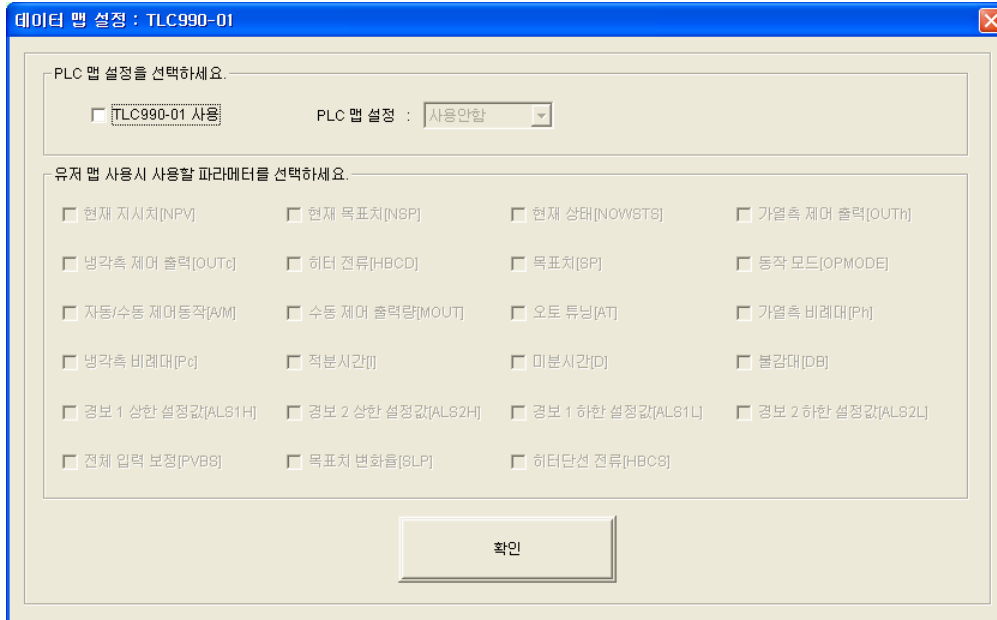 데이터 맵 설정 : TLC990-01
PLC 맵 설정을 선택하세요.
TLC990-01 사용 PLC 맵 설정 : 사용안함
유저 맵 사용시 사용할 파라메터를 선택하세요.
현재 지시치[NPV] 현재 목표치[NSP] 현재 상태[NOWSTS] 가열측 제어 출력[OUTh]
냉각측 제어 출력[OUTc] 히터 전류[HBCD] 목표치[SP] 동작 모드[OPMODE]
자동/수동 제어동작[A/M] 수동 제어 출력량[MOUT] 오토 튜닝[AT] 가열측 비례대[Ph]
냉각측 비례대[Pc] 적분시간[I] 미분시간[D] 불감대[DB]
경보 1 상한 설정값[ALS1H] 경보 2 상한 설정값[ALS2H] 경보 1 하한 설정값[ALS1L] 경보 2 하한 설정값[ALS2L]
전체 입력 보정[PVBS] 목표치 변화율[SLP] 히터단선 전류[HBCS]
확인